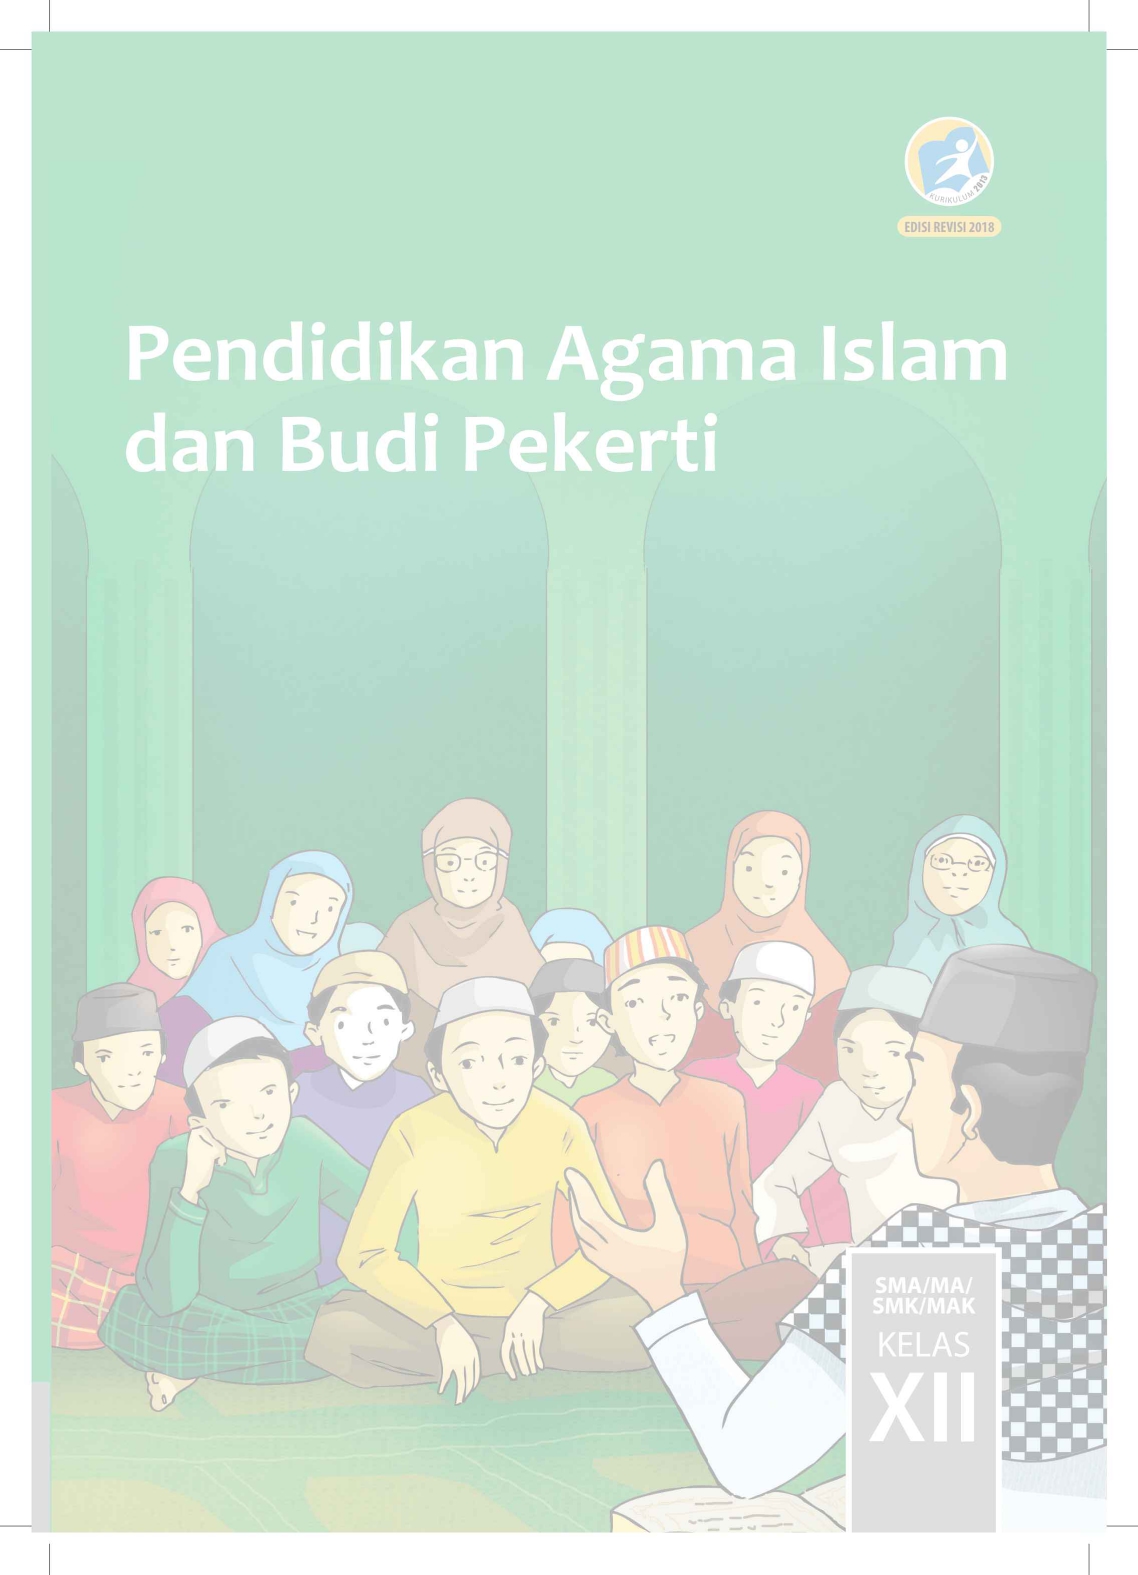 KURIKULUM 2013
EDISI REVISI 2018
Pendidikan Agama Islam
dan Budi Pekerti
SMA/MA/
SMK/MAK
KELAS
XII